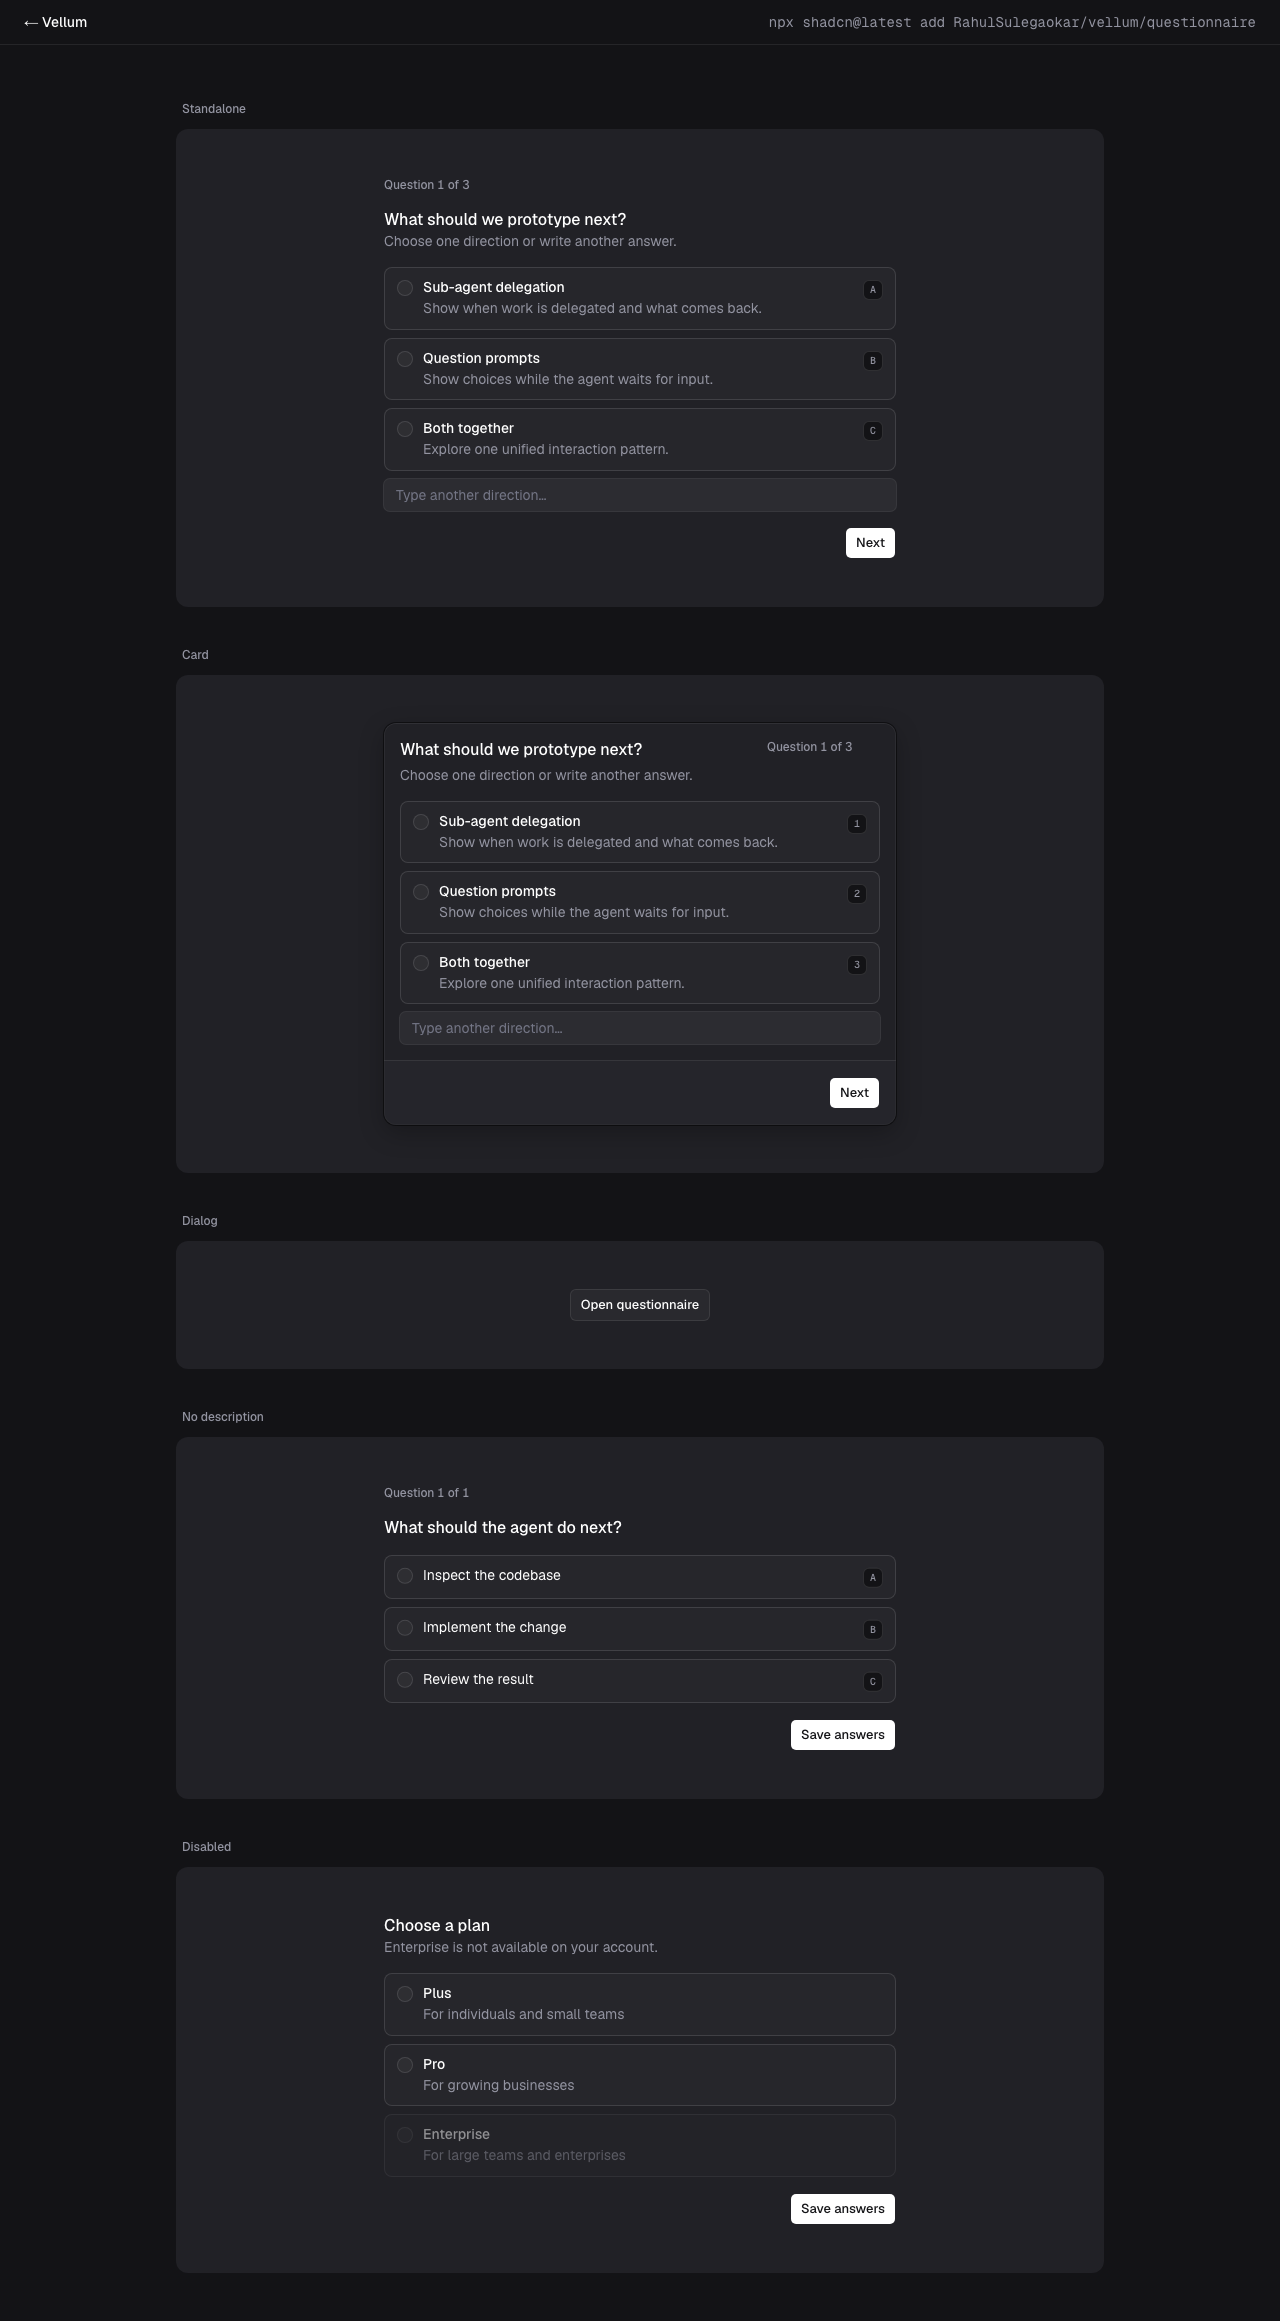 ← Vellum
npx shadcn@latest add RahulSulegaokar/vellum/questionnaire
Standalone
Question 1 of 3
What should we prototype next?
Choose one direction or write another answer.
Sub-agent delegation
A
Show when work is delegated and what comes back.
Question prompts
B
Show choices while the agent waits for input.
Both together
C
Explore one unified interaction pattern.
Type another direction…
Next
Card
What should we prototype next?
Question 1 of 3
Choose one direction or write another answer.
Sub-agent delegation
1
Show when work is delegated and what comes back.
Question prompts
2
Show choices while the agent waits for input.
Both together
3
Explore one unified interaction pattern.
Type another direction…
Next
Dialog
Open questionnaire
No description
Question 1 of 1
What should the agent do next?
Inspect the codebase
A
Implement the change
B
Review the result
C
Save answers
Disabled
Choose a plan
Enterprise is not available on your account.
Plus
For individuals and small teams
Pro
For growing businesses
Enterprise
For large teams and enterprises
Save answers